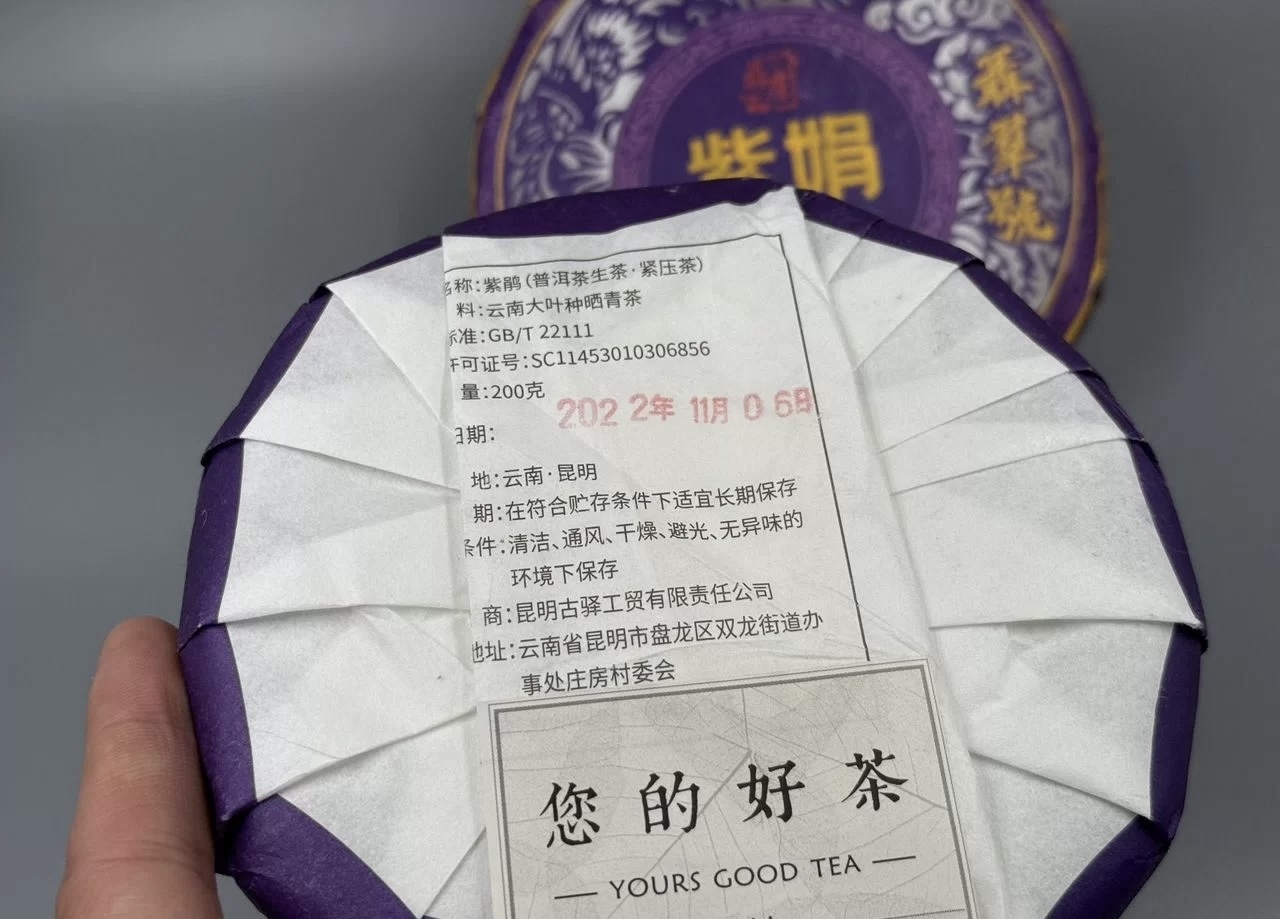 紫娟
聶單號
名称:紫鹃(普洱茶生茶·紧压茶)
料:云南大叶种晒青茶
标准:GB/T 22111
许可证号:SC11453010306856
量:200克
2022年 11月 06日
日期:
地:云南·昆明
期:在符合贮存条件下适宜长期保存
条件:清洁、通风、干燥、避光、无异味的
环境下保存
商:昆明古驿工贸有限责任公司
地址:云南省昆明市盘龙区双龙街道办
事处庄房村委会
您的好茶
YOURS GOOD TEA